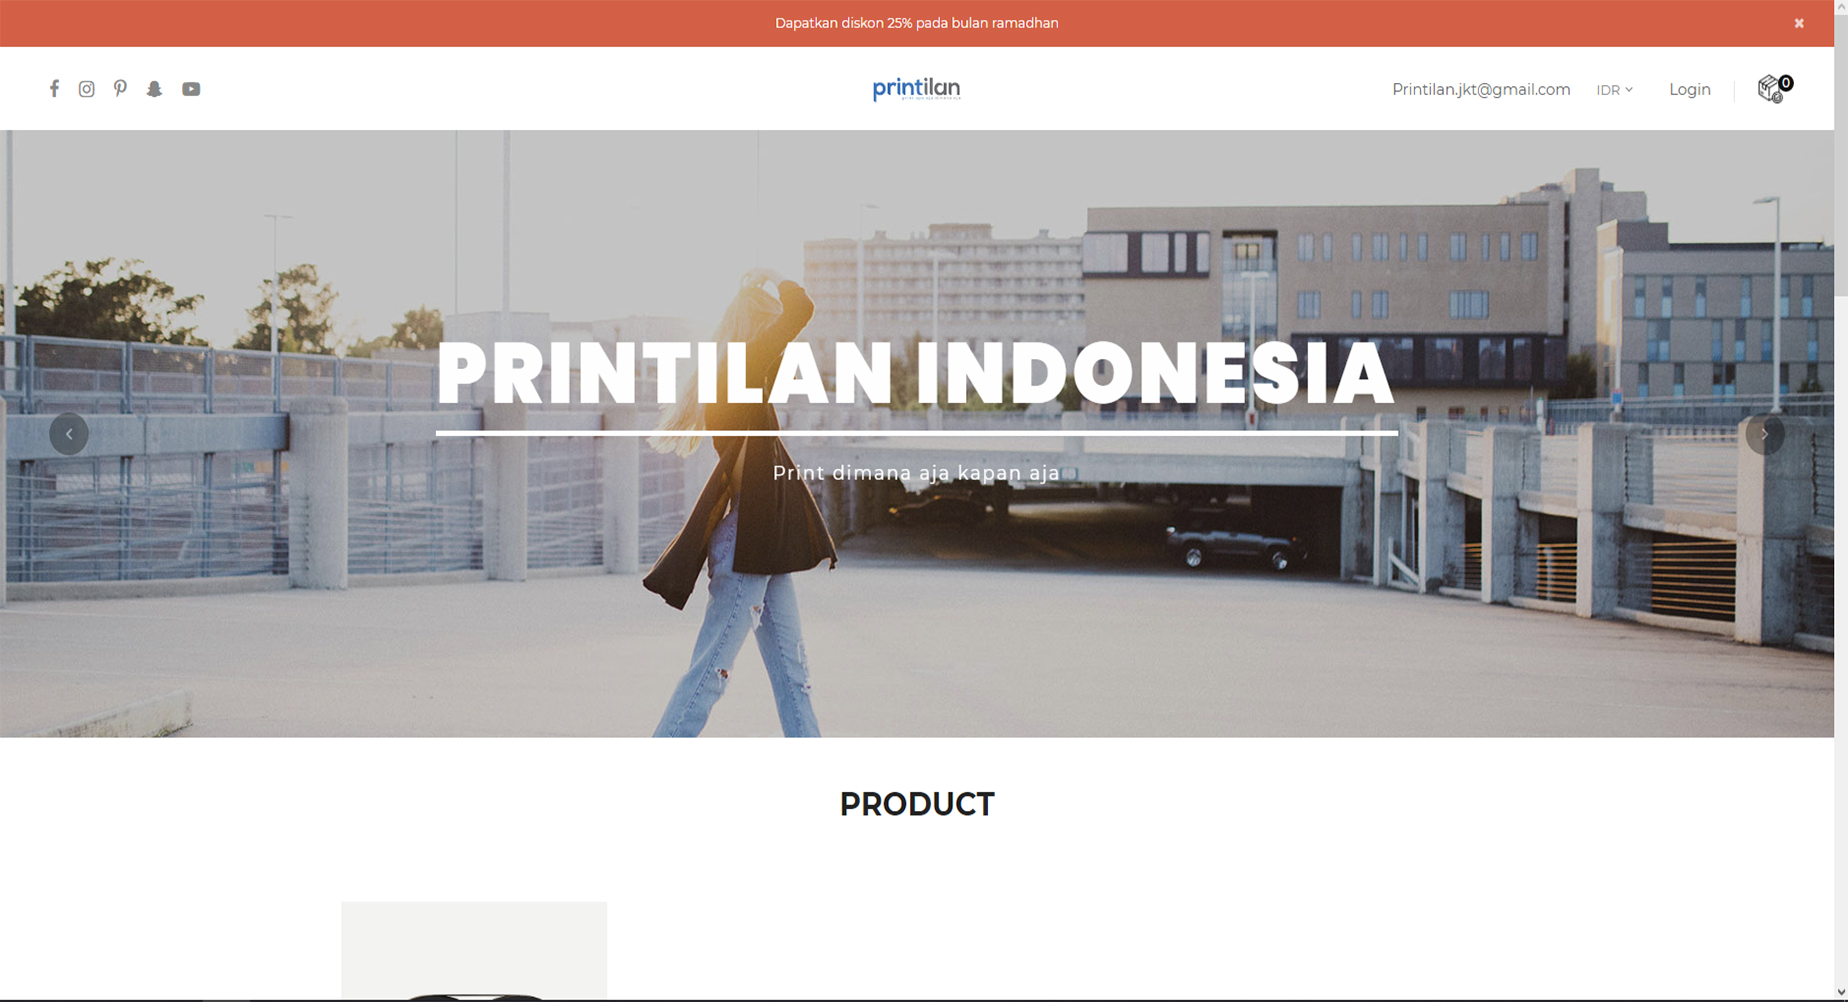 Dapatkan diskon 25% pada bulan ramadhan
printilan
Printilan.jkt@gmail.com IDR Login 0
PRINTILAN INDONESIA
Print dimana aja kapan aja
PRODUCT